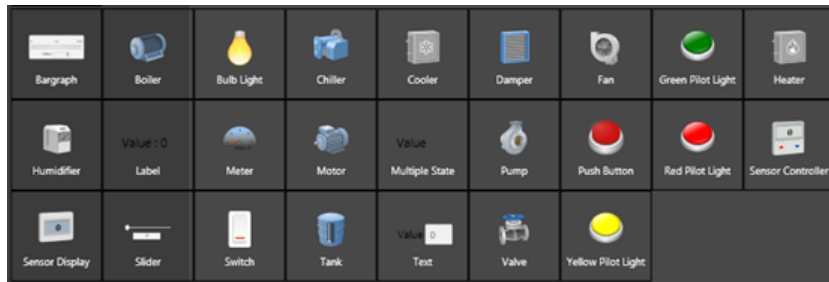 Bargraph
Boiler
Bulb Light
Chiller
Cooler
Damper
Fan
Green Pilot Light
Heater
Value : 0
Value
0
Humidifier
Label
Meter
Motor
Multiple State
Pump
Push Button
Red Pilot Light
Sensor Controller
0
Value 0
Sensor Display
Slider
Switch
Tank
Text
Valve
Yellow Pilot Light